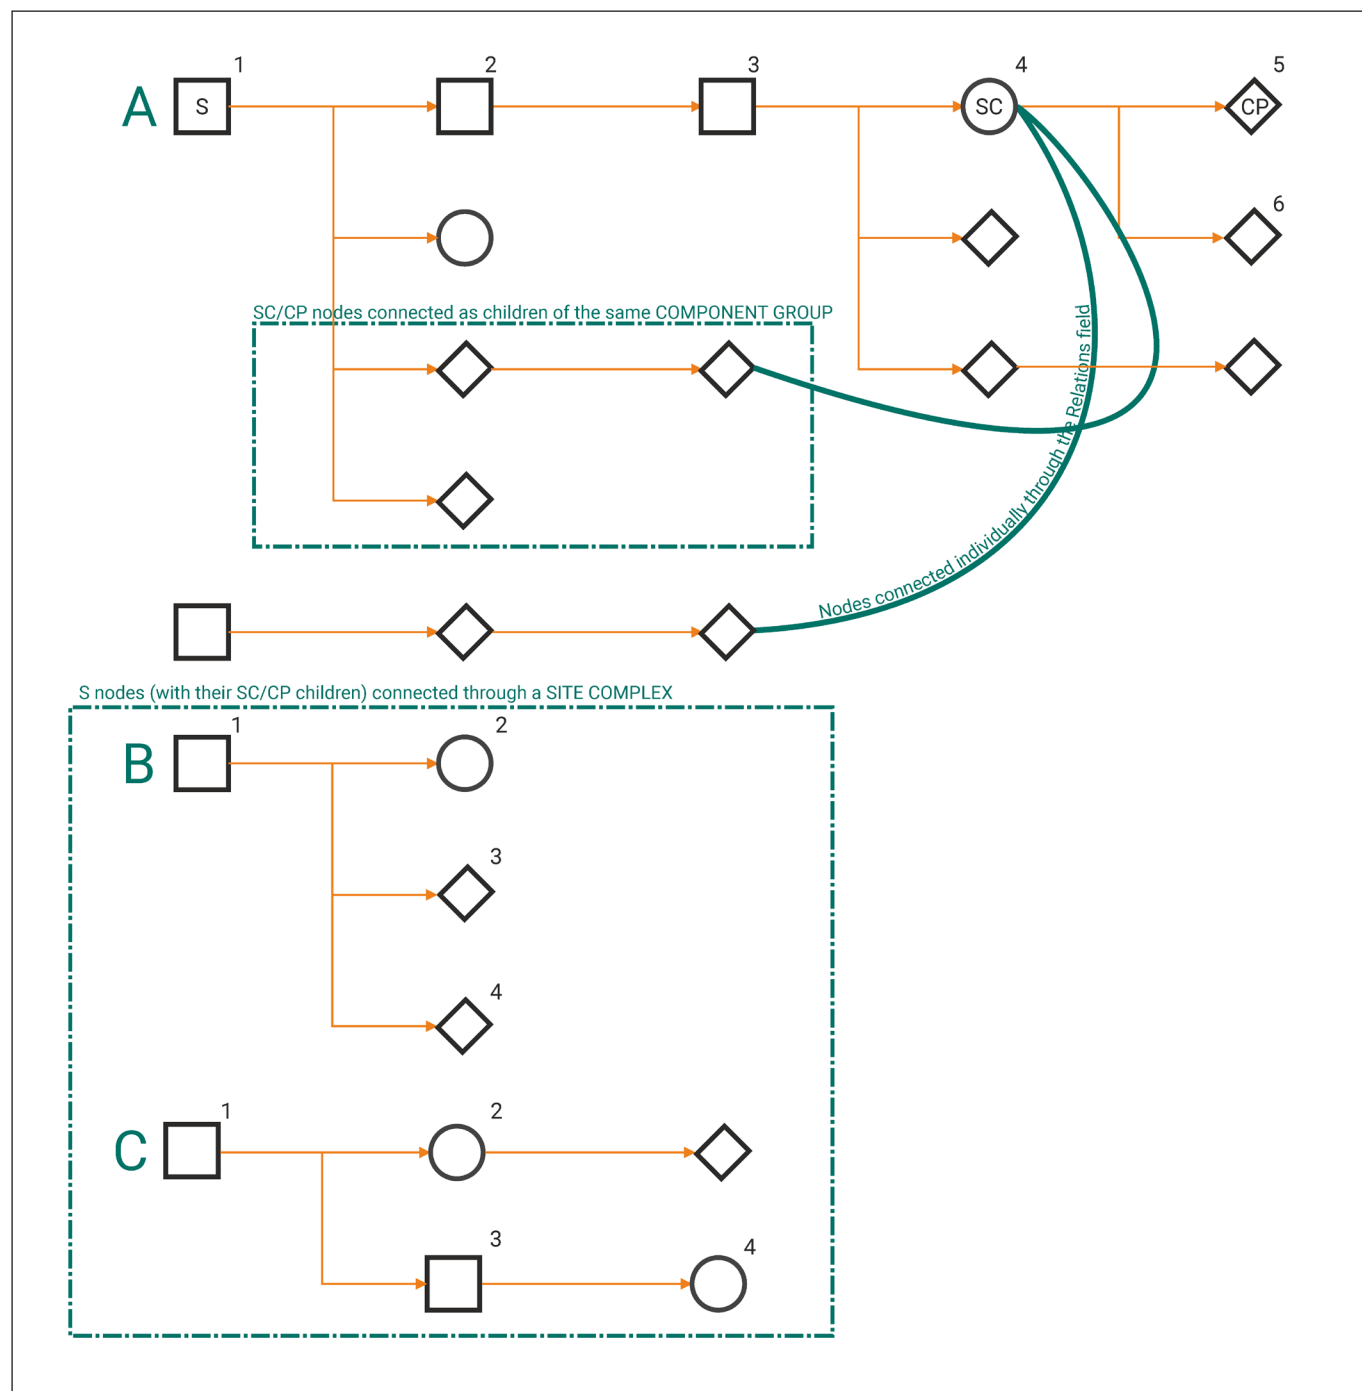 1 2 3 4 5
A S SC CP
6
SC/CP nodes connected as children of the same COMPONENT GROUP
Nodes connected individually through the Relations field
S nodes (with their SC/CP children) connected through a SITE COMPLEX
1 2
B
3
4
1 2
C
3 4